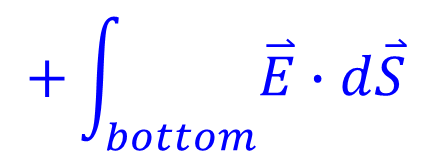 + ∫_bottom E⃗ · dS⃗